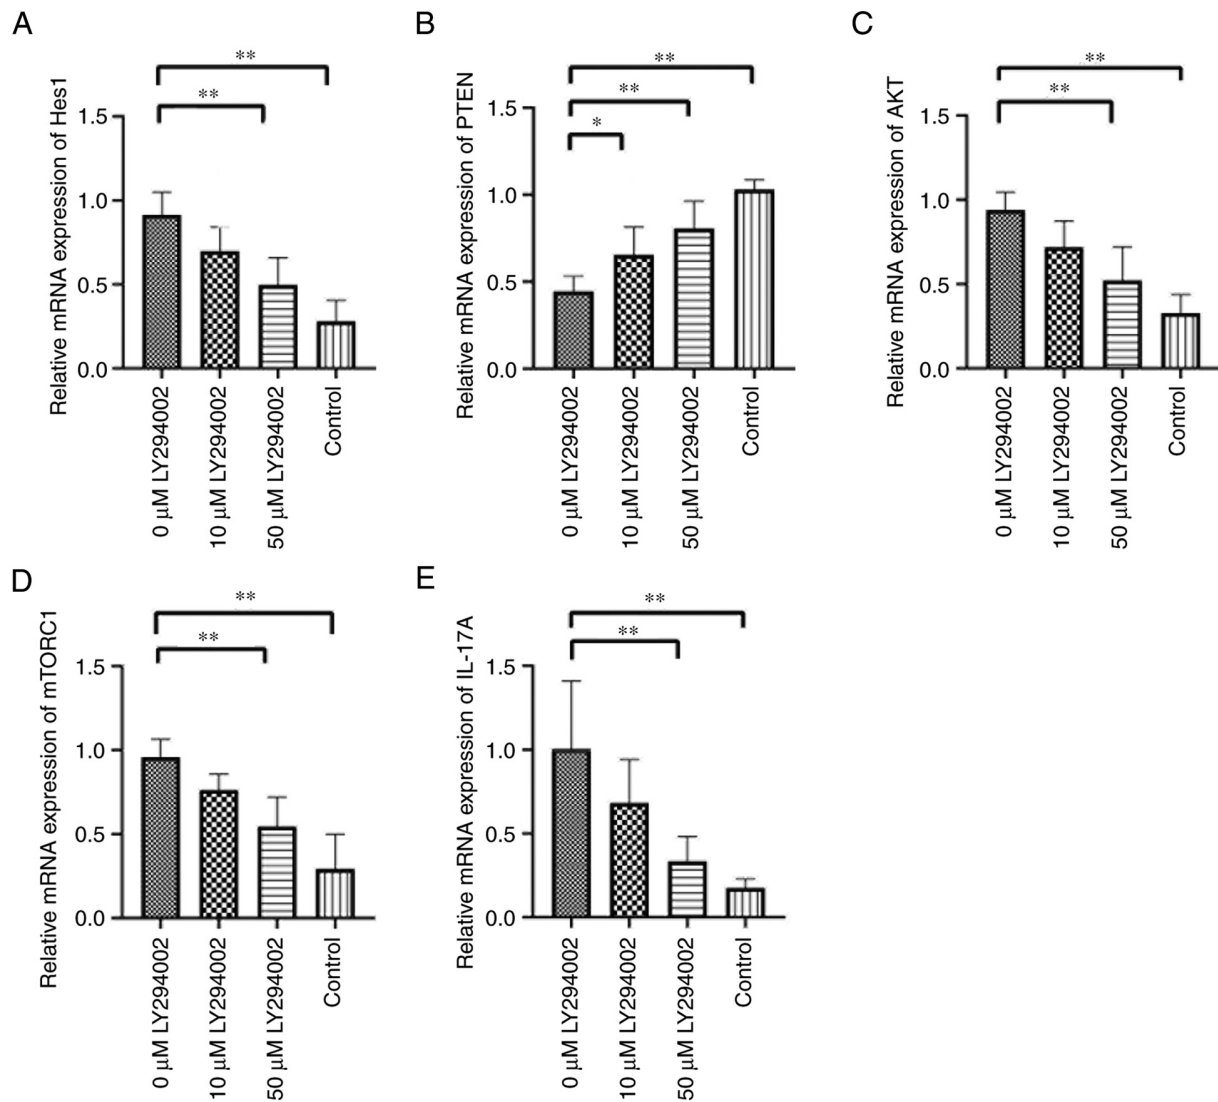 A
Relative mRNA expression of Hes1
**
**
1.5
1.0
0.5
0.0
0 μM LY294002
10 μM LY294002
50 μM LY294002
Control
B
Relative mRNA expression of PTEN
**
**
*
1.5
1.0
0.5
0.0
0 μM LY294002
10 μM LY294002
50 μM LY294002
Control
C
Relative mRNA expression of AKT
**
**
1.5
1.0
0.5
0.0
0 μM LY294002
10 μM LY294002
50 μM LY294002
Control
D
Relative mRNA expression of mTORC1
**
**
1.5
1.0
0.5
0.0
0 μM LY294002
10 μM LY294002
50 μM LY294002
Control
E
Relative mRNA expression of IL-17A
**
**
1.5
1.0
0.5
0.0
0 μM LY294002
10 μM LY294002
50 μM LY294002
Control